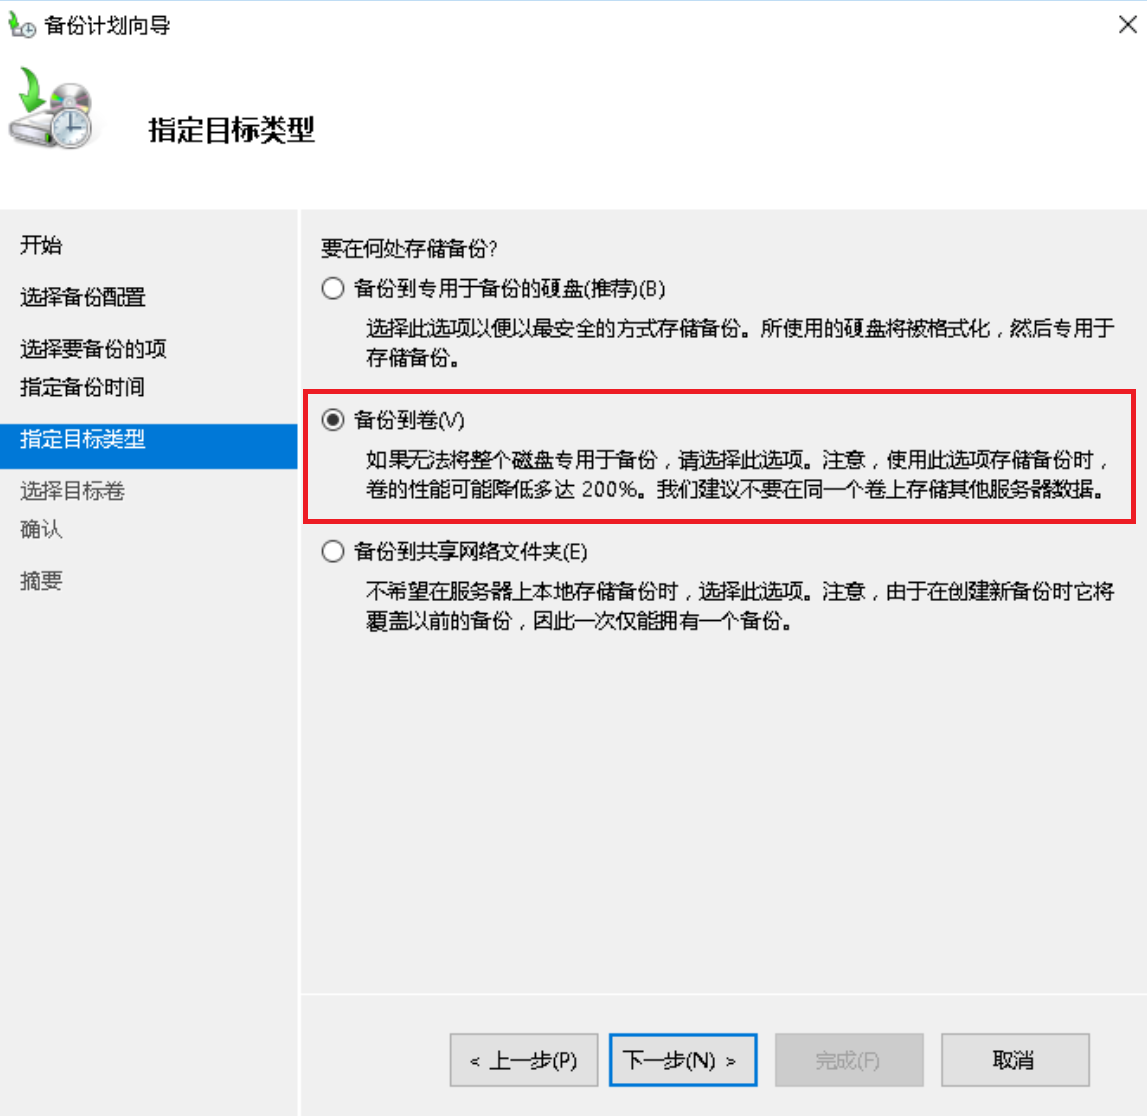 备份计划向导
指定目标类型
开始
选择备份配置
选择要备份的项
指定备份时间
指定目标类型
选择目标卷
确认
摘要
要在何处存储备份?
备份到专用于备份的硬盘(推荐)(B)
选择此选项以便以最安全的方式存储备份。所使用的硬盘将被格式化，然后专用于
存储备份。
备份到卷(V)
如果无法将整个磁盘专用于备份，请选择此选项。注意，使用此选项存储备份时，
卷的性能可能降低多达 200%。我们建议不要在同一个卷上存储其他服务器数据。
备份到共享网络文件夹(E)
不希望在服务器上本地存储备份时，选择此选项。注意，由于在创建新备份时它将
覆盖以前的备份，因此一次仅能拥有一个备份。
< 上一步(P)
下一步(N) >
完成(F)
取消